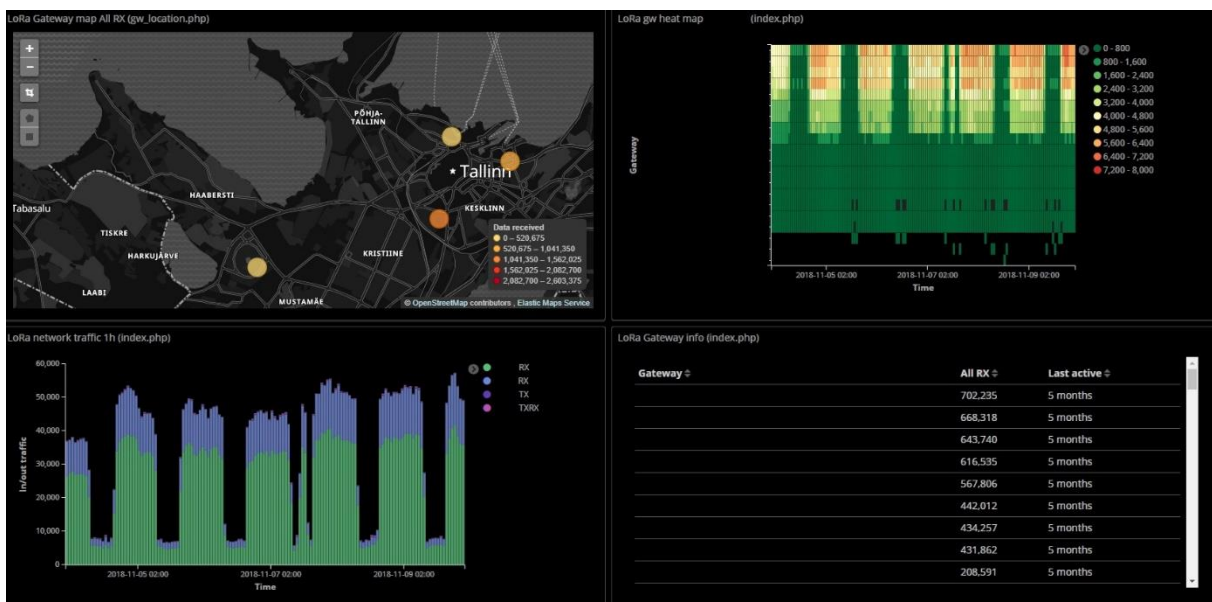 LoRa Gateway map All RX (gw_location.php)
+
−
PÕHJA-
TALLINN
Tallinn
HAABERSTI
KESKLINN
Tabasalu
TISKRE
HARKUJÄRVE
KRISTIINE
LAABI
MUSTAMÄE
Data received
0 – 520,675
520,675 – 1,041,350
1,041,350 – 1,562,025
1,562,025 – 2,082,700
2,082,700 – 2,603,375
© OpenStreetMap contributors , Elastic Maps Service
LoRa gw heat map (index.php)
Gateway
0 - 800
800 - 1,600
1,600 - 2,400
2,400 - 3,200
3,200 - 4,000
4,000 - 4,800
4,800 - 5,600
5,600 - 6,400
6,400 - 7,200
7,200 - 8,000
2018-11-05 02:00 2018-11-07 02:00 2018-11-09 02:00
Time
LoRa network traffic 1h (index.php)
In/out traffic
60,000
50,000
40,000
30,000
20,000
10,000
0
RX
RX
TX
TXRX
2018-11-05 02:00 2018-11-07 02:00 2018-11-09 02:00
Time
LoRa Gateway info (index.php)
Gateway All RX Last active
702,235 5 months
668,318 5 months
643,740 5 months
616,535 5 months
567,806 5 months
442,012 5 months
434,257 5 months
431,862 5 months
208,591 5 months